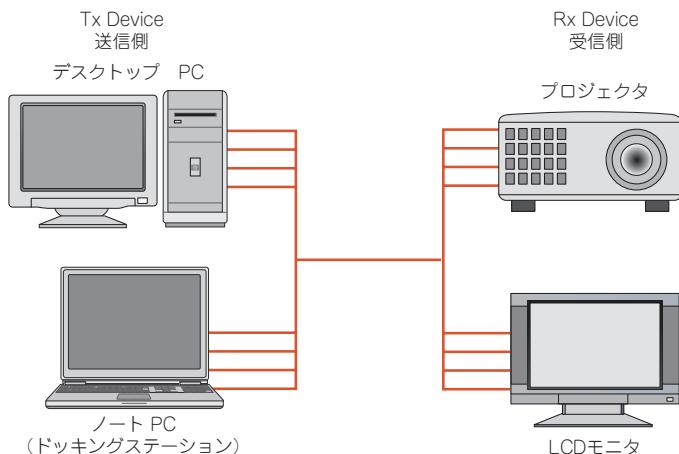 Tx Device
送信側
デスクトップ PC
Rx Device
受信側
プロジェクタ
ノート PC
(ドッキングステーション)
LCDモニタ